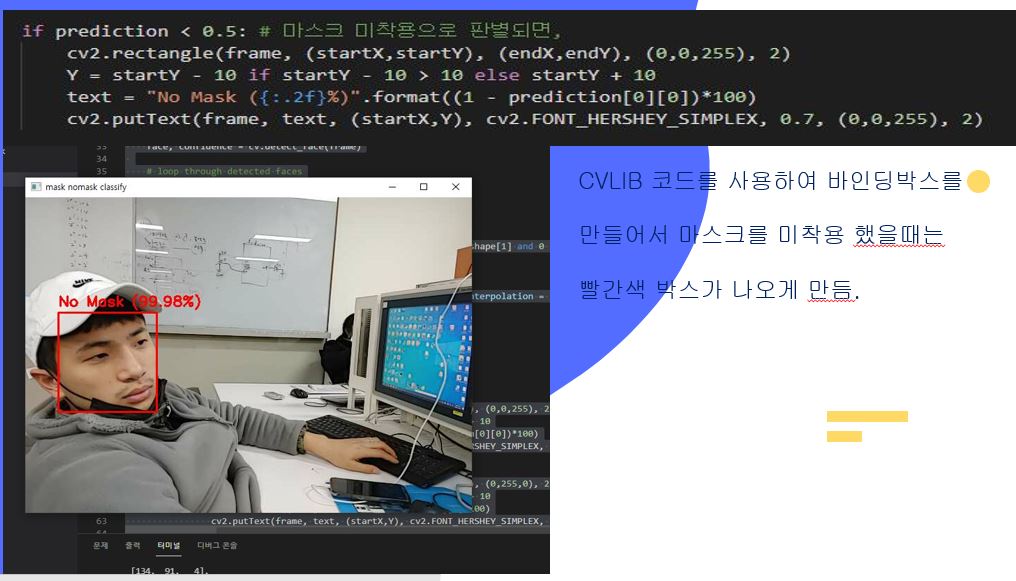 if prediction < 0.5: # 마스크 미착용으로 판별되면,
cv2.rectangle(frame, (startX,startY), (endX,endY), (0,0,255), 2)
Y = startY - 10 if startY - 10 > 10 else startY + 10
text = "No Mask ({:.2f}%)".format((1 - prediction[0][0])*100)
cv2.putText(frame, text, (startX,Y), cv2.FONT_HERSHEY_SIMPLEX, 0.7, (0,0,255), 2)
CVLIB 코드를 사용하여 바인딩박스를
만들어서 마스크를 미착용 했을때는
빨간색 박스가 나오게 만듬.
33 face, confidence = cv.detect_face(frame)
34
35 # loop through detected faces
mask nomask classify
hape[1] and 0
nterpolation =
No Mask (99.98%)
, (0,0,255), 2
10
[0][0])*100)
SHEY_SIMPLEX,
, (0,255,0), 2
10
00)
63 cv2.putText(frame, text, (startX,Y), cv2.FONT_HERSHEY_SIMPLEX,
64
문제 출력 터미널 디버그 콘솔
[134, 91, 4],